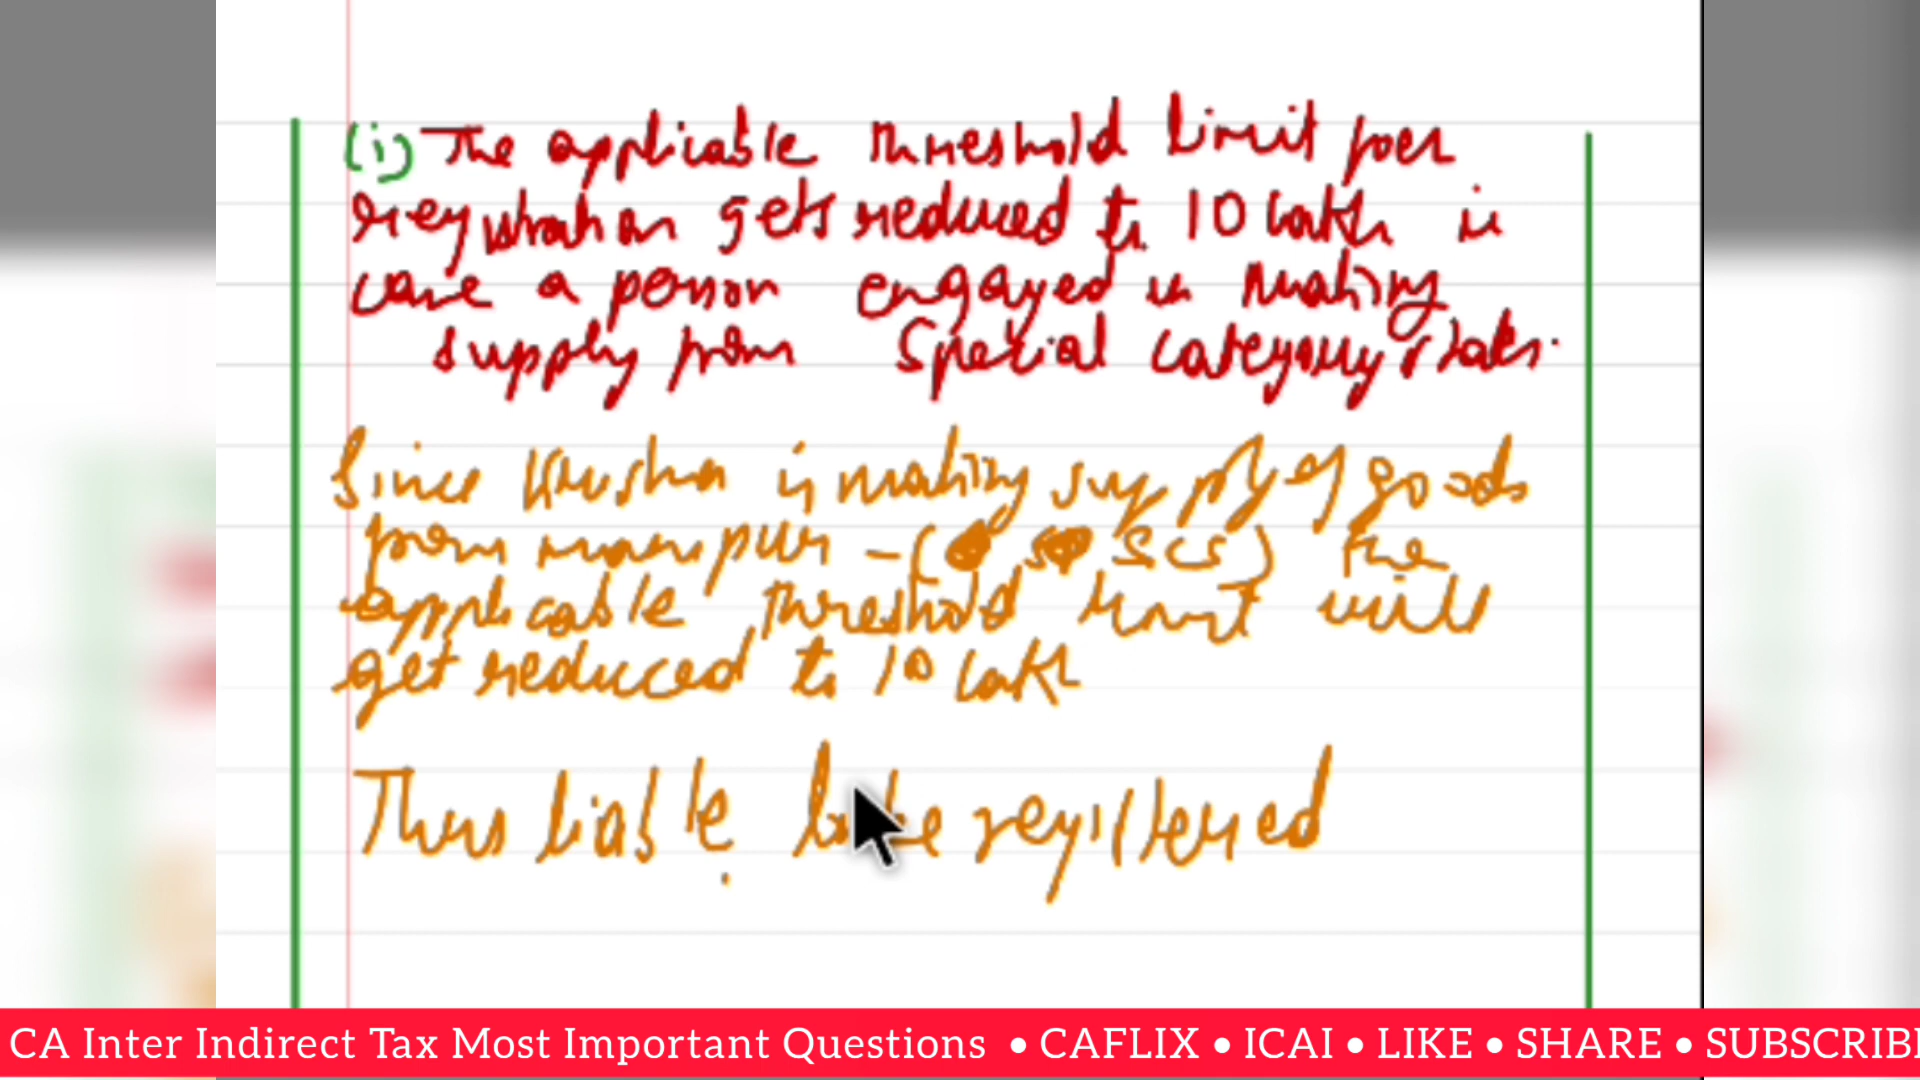 (i) The applicable threshold limit for
registration gets reduced to 10 lakh in
case a person engaged in making
supply from Special category states.
Since Krushna is making supply of goods
from manipur - ( SCS) the
applicable threshold limit will
get reduced to 10 lakh
Thus liable to be registered
CA Inter Indirect Tax Most Important Questions • CAFLIX • ICAI • LIKE • SHARE • SUBSCRIB